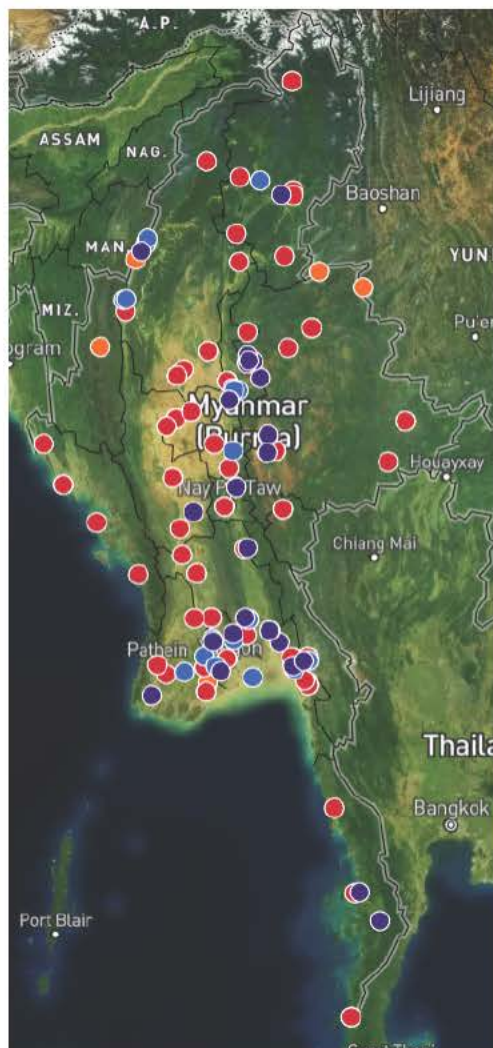 A.P.
Lijiang
ASSAM
NAG.
Baoshan
MAN.
YUN
MIZ.
Pu'er
ogram
Myanmar
(Burma)
Houayxay
Nay Pyi Taw
Chiang Mai
Pathein
Thaila
Bangkok
Port Blair